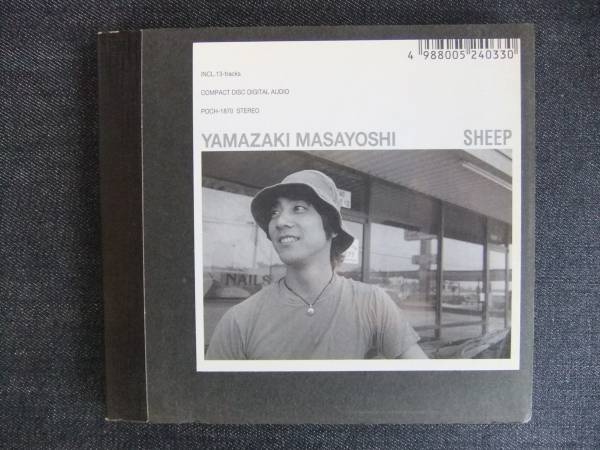 4 988005 240330
INCL.13-tracks
COMPACT DISC DIGITAL AUDIO
POCH-1870 STEREO
YAMAZAKI MASAYOSHI SHEEP
NAILS